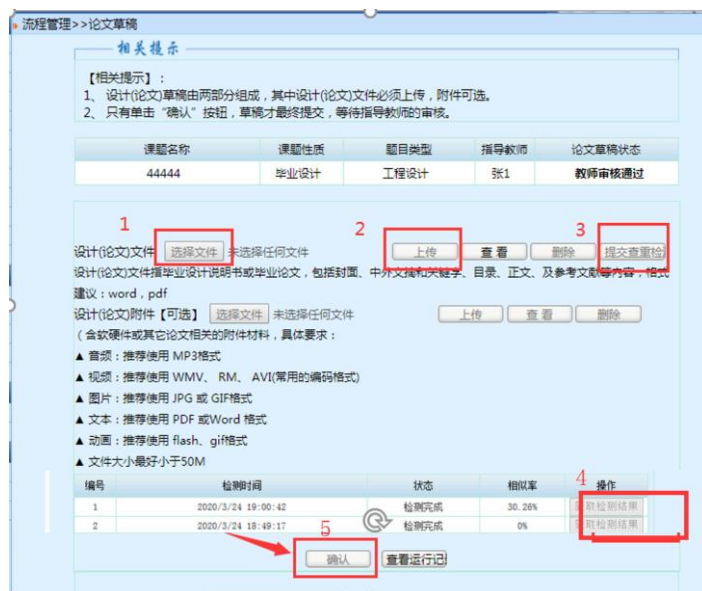 流程管理>>论文草稿
相关提示
【相关提示】：
1、 设计(论文)草稿由两部分组成，其中设计(论文)文件必须上传，附件可选。
2、 只有单击“确认”按钮，草稿才最终提交，等待指导教师的审核。
课题名称 课题性质 题目类型 指导教师 论文草稿状态
44444 毕业设计 工程设计 张1 教师审核通过
1 2 3
设计(论文)文件 选择文件 未选择任何文件 上传 查看 删除 提交查重检
设计(论文)文件指毕业设计说明书或毕业论文，包括封面、中外文摘和关键字、目录、正文、及参考文献等内容，格式
建议：word，pdf
设计(论文)附件【可选】 选择文件 未选择任何文件 上传 查看 删除
（含软硬件或其它论文相关的附件材料，具体要求：
▲ 音频：推荐使用 MP3格式
▲ 视频：推荐使用 WMV、 RM、 AVI(常用的编码格式)
▲ 图片：推荐使用 JPG 或 GIF格式
▲ 文本：推荐使用 PDF 或Word 格式
▲ 动画：推荐使用 flash、gif格式
▲ 文件大小最好小于50M
4
编号 检测时间 状态 相似率 操作
1 2020/3/24 19:00:42 检测完成 30.26% 获取检测结果
2 2020/3/24 18:49:17 检测完成 0% 获取检测结果
5
确认 查看运行记